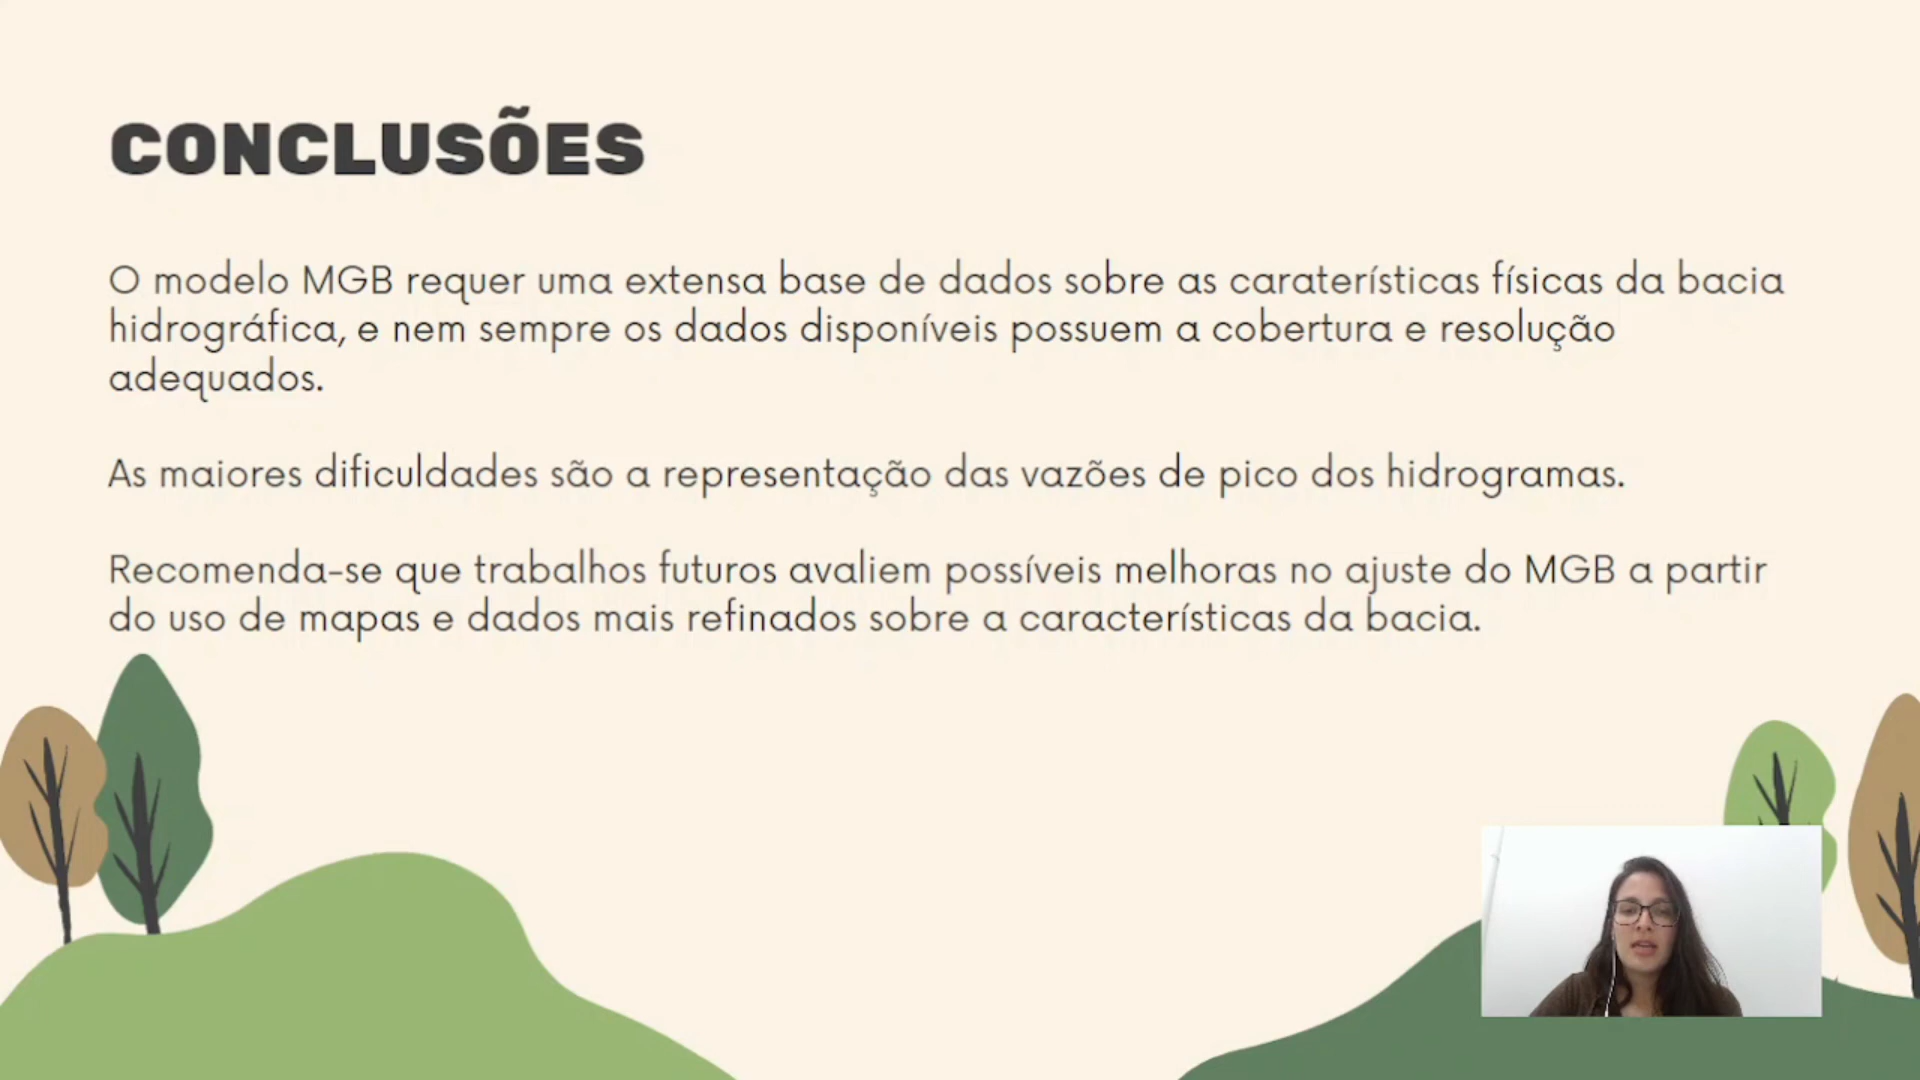 CONCLUSÕES
O modelo MGB requer uma extensa base de dados sobre as caraterísticas físicas da bacia
hidrográfica, e nem sempre os dados disponíveis possuem a cobertura e resolução
adequados.
As maiores dificuldades são a representação das vazões de pico dos hidrogramas.
Recomenda-se que trabalhos futuros avaliem possíveis melhoras no ajuste do MGB a partir
do uso de mapas e dados mais refinados sobre a características da bacia.